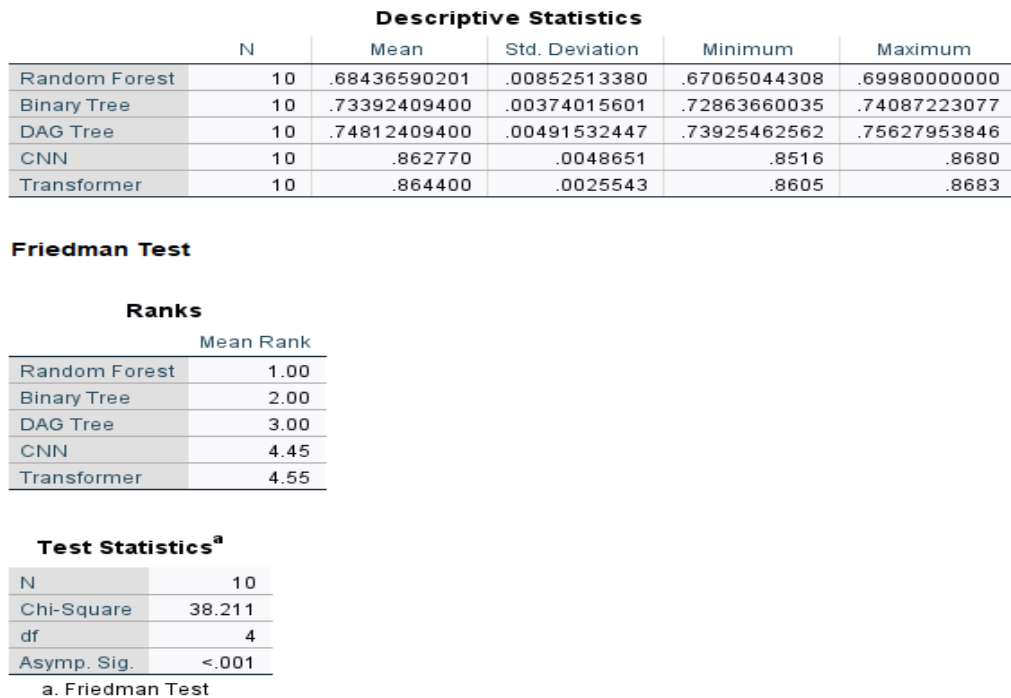 Descriptive Statistics
N Mean Std. Deviation Minimum Maximum
Random Forest 10 .68436590201 .00852513380 .67065044308 .69980000000
Binary Tree 10 .73392409400 .00374015601 .72863660035 .74087223077
DAG Tree 10 .74812409400 .00491532447 .73925462562 .75627953846
CNN 10 .862770 .0048651 .8516 .8680
Transformer 10 .864400 .0025543 .8605 .8683
Friedman Test
Ranks
Mean Rank
Random Forest 1.00
Binary Tree 2.00
DAG Tree 3.00
CNN 4.45
Transformer 4.55
Test Statistics<sup>a</sup>
N 10
Chi-Square 38.211
df 4
Asymp. Sig. <.001
a. Friedman Test